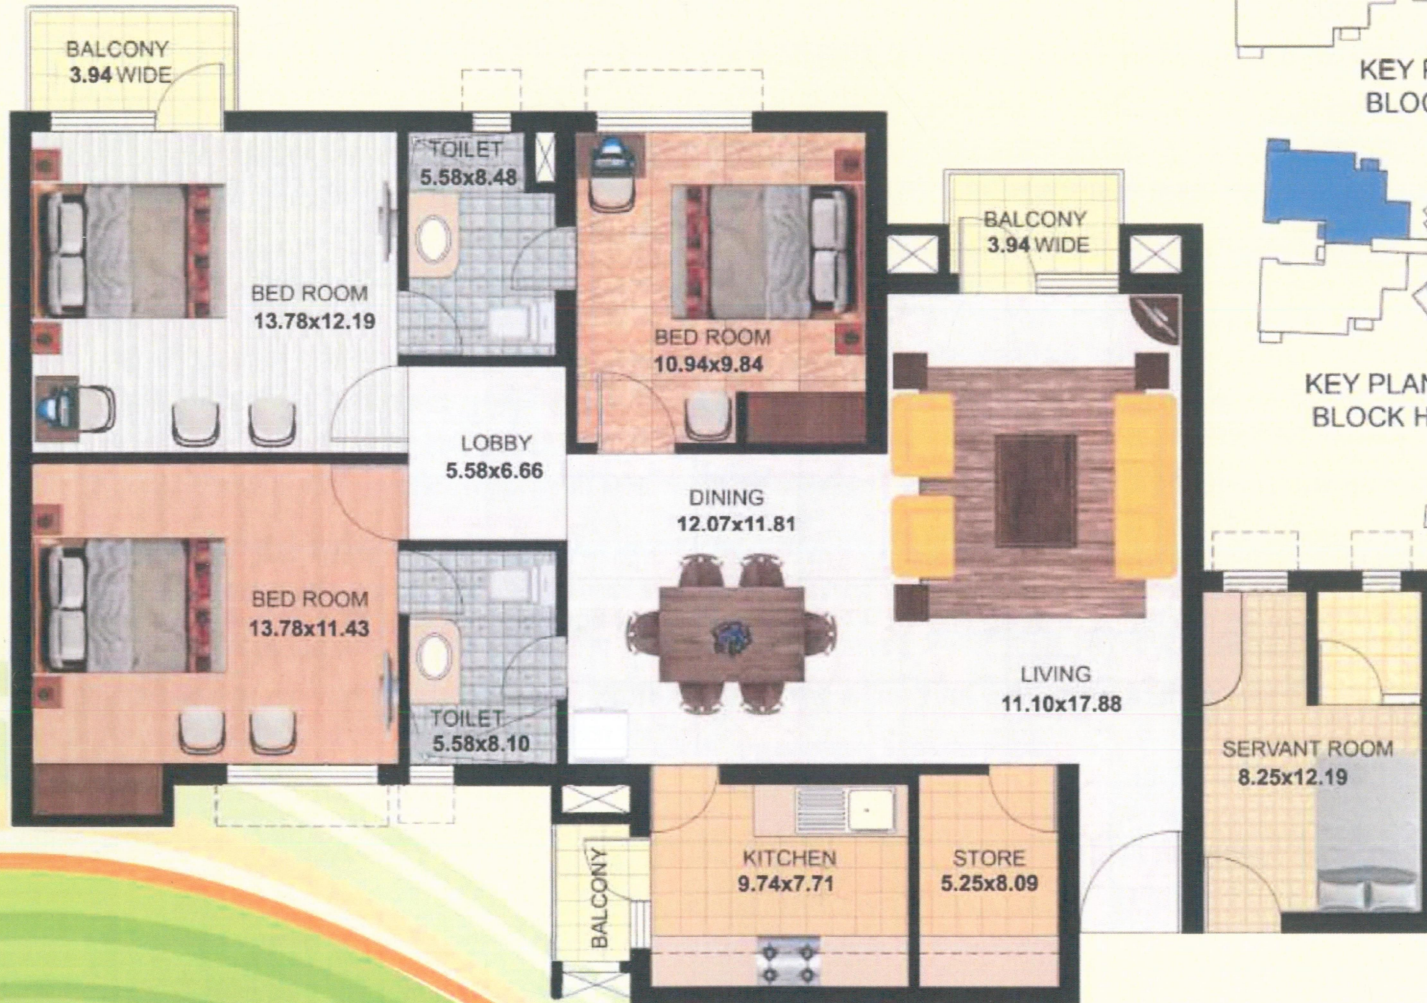 BALCONY
3.94 WIDE
TOILET
5.58x8.48
BED ROOM
13.78x12.19
BED ROOM
10.94x9.84
BALCONY
3.94 WIDE
KEY
BLOC
KEY PLAN
BLOCK H
LOBBY
5.58x6.66
DINING
12.07x11.81
BED ROOM
13.78x11.43
TOILET
5.58x8.10
LIVING
11.10x17.88
SERVANT ROOM
8.25x12.19
BALCONY
KITCHEN
9.74x7.71
STORE
5.25x8.09